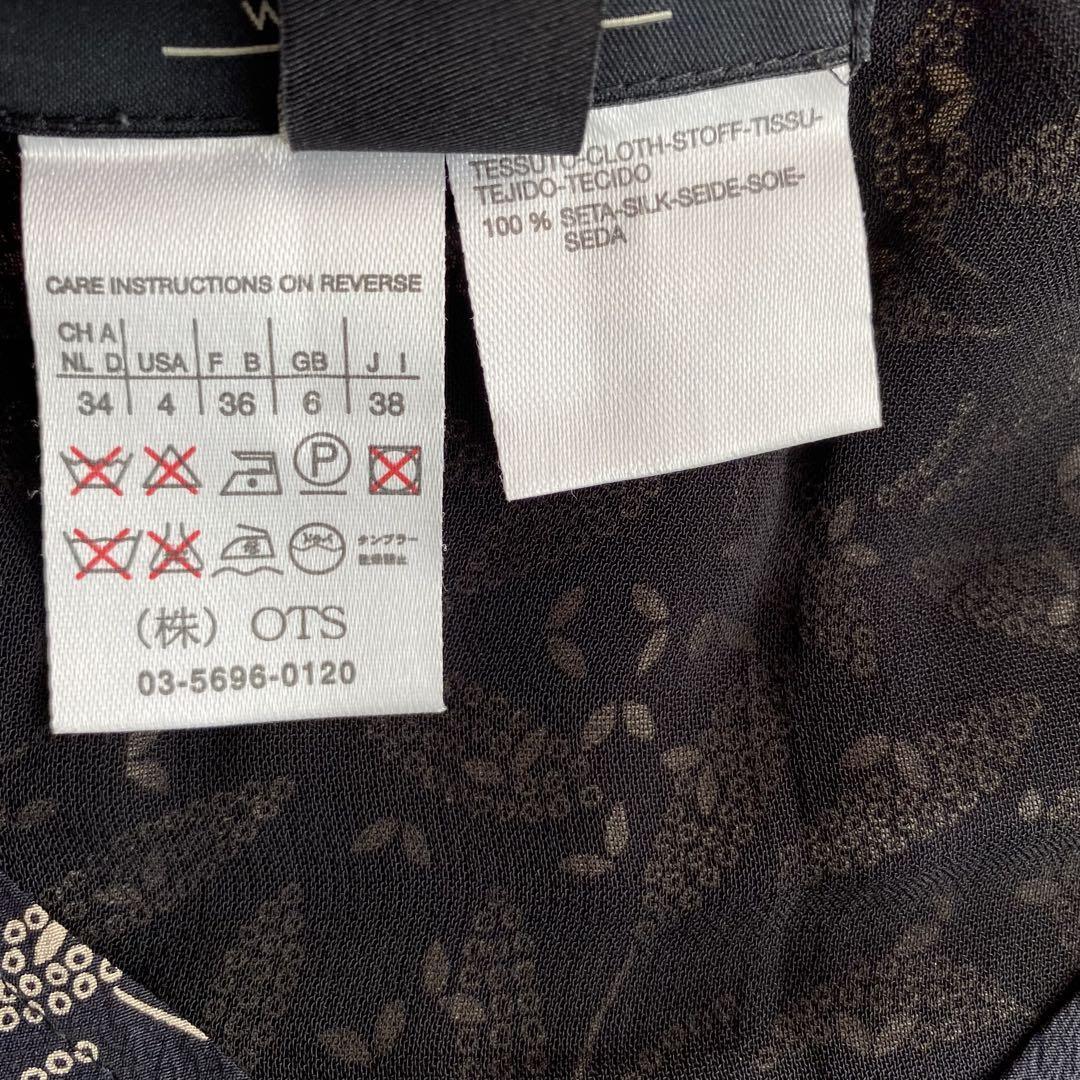 CARE INSTRUCTIONS ON REVERSE
CH A
NL D USA F B GB J I
34 4 36 6 38
P
タンブラー
乾燥禁止
（株） OTS
03-5696-0120
TESSUTO-CLOTH-STOFF-TISSU-
TEJIDO-TECIDO
100 % SETA-SILK-SEIDE-SOIE-
SEDA